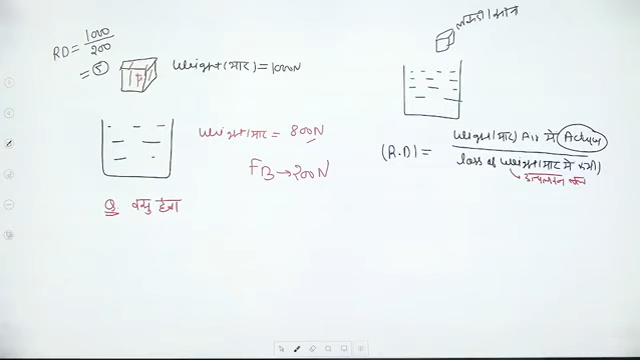 RD = 1000/200
= 5
Weight(भार) = 1000N
Weight।भार = 800N
FB → 200N
Q वस्तु हवा
(R.D) = Weight(भार) Air में Actual
loss of Weight(भार में कमी)
उत्प्लावन बल